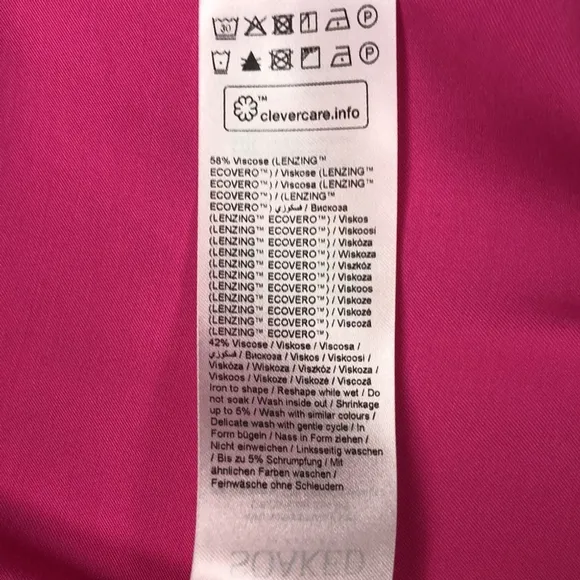 30 P
P
TM
clevercare.info
58% Viscose (LENZING™
ECOVERO™) / Viskose (LENZING™
ECOVERO™) / Viscosa (LENZING™
ECOVERO™) / (LENZING™
ECOVERO™) فسكوزي / Вискоза
(LENZING™ ECOVERO™) / Viskos
(LENZING™ ECOVERO™) / Viskoosi
(LENZING™ ECOVERO™) / Viskóza
(LENZING™ ECOVERO™) / Wiskoza
(LENZING™ ECOVERO™) / Viszkóz
(LENZING™ ECOVERO™) / Viskoza
(LENZING™ ECOVERO™) / Viskoos
(LENZING™ ECOVERO™) / Viskoze
(LENZING™ ECOVERO™) / Viskozė
(LENZING™ ECOVERO™) / Viscoză
(LENZING™ ECOVERO™)
42% Viscose / Viskose / Viscosa /
فسكوزي / Вискоза / Viskos / Viskoosi /
Viskóza / Wiskoza / Viszkóz / Viskoza /
Viskoos / Viskoze / Viskozė / Viscoză
Iron to shape / Reshape while wet / Do
not soak / Wash inside out / Shrinkage
up to 5% / Wash with similar colours /
Delicate wash with gentle cycle / In
Form bügeln / Nass in Form ziehen /
Nicht einweichen / Linksseitig waschen
/ Bis zu 5% Schrumpfung / Mit
ähnlichen Farben waschen /
Feinwäsche ohne Schleudern
SOAKED